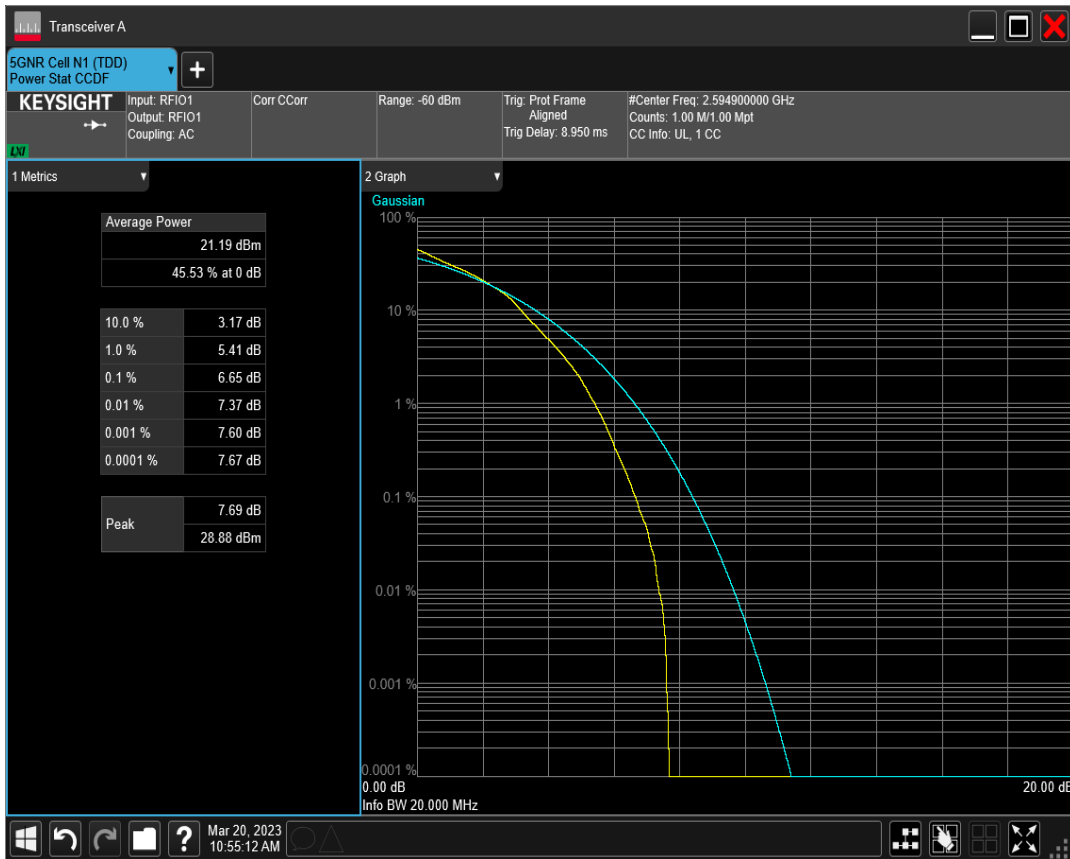 Transceiver A
5GNR Cell N1 (TDD)
Power Stat CCDF
+
KEYSIGHT
LXI
Input: RFIO1
Output: RFIO1
Coupling: AC
Corr CCorr
Range: -60 dBm
Trig: Prot Frame
Aligned
Trig Delay: 8.950 ms
#Center Freq: 2.594900000 GHz
Counts: 1.00 M/1.00 Mpt
CC Info: UL, 1 CC
1 Metrics
Average Power
21.19 dBm
45.53 % at 0 dB
10.0 % 3.17 dB
1.0 % 5.41 dB
0.1 % 6.65 dB
0.01 % 7.37 dB
0.001 % 7.60 dB
0.0001 % 7.67 dB
Peak
7.69 dB
28.88 dBm
2 Graph
Gaussian
100 %
10 %
1 %
0.1 %
0.01 %
0.001 %
0.0001 %
0.00 dB 20.00 dB
Info BW 20.000 MHz
?
Mar 20, 2023
10:55:12 AM